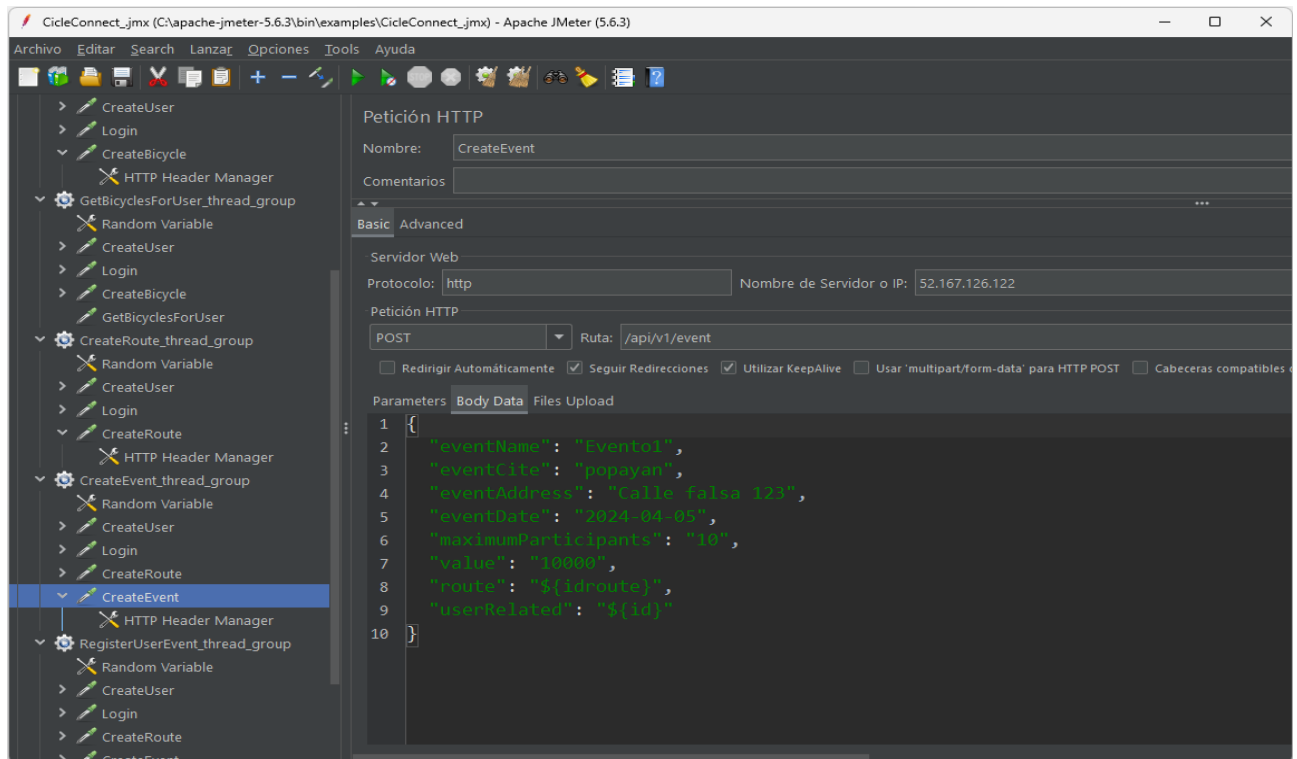 CicleConnect_.jmx (C:\apache-jmeter-5.6.3\bin\examples\CicleConnect_.jmx) - Apache JMeter (5.6.3)
Archivo Editar Search Lanzar Opciones Tools Ayuda
CreateUser
Login
CreateBicycle
HTTP Header Manager
GetBicyclesForUser_thread_group
Random Variable
CreateUser
Login
CreateBicycle
GetBicyclesForUser
CreateRoute_thread_group
Random Variable
CreateUser
Login
CreateRoute
HTTP Header Manager
CreateEvent_thread_group
Random Variable
CreateUser
Login
CreateRoute
CreateEvent
HTTP Header Manager
RegisterUserEvent_thread_group
Random Variable
CreateUser
Login
CreateRoute
CreateEvent
Petición HTTP
Nombre: CreateEvent
Comentarios
Basic Advanced
Servidor Web
Protocolo: http Nombre de Servidor o IP: 52.167.126.122
Petición HTTP
POST Ruta: /api/v1/event
Redirigir Automáticamente Seguir Redirecciones Utilizar KeepAlive Usar 'multipart/form-data' para HTTP POST Cabeceras compatibles
Parameters Body Data Files Upload
1 {
2 "eventName": "Evento1",
3 "eventCite": "popayan",
4 "eventAddress": "Calle falsa 123",
5 "eventDate": "2024-04-05",
6 "maximumParticipants": "10",
7 "value": "10000",
8 "route": "${idroute}",
9 "userRelated": "${id}"
10 }